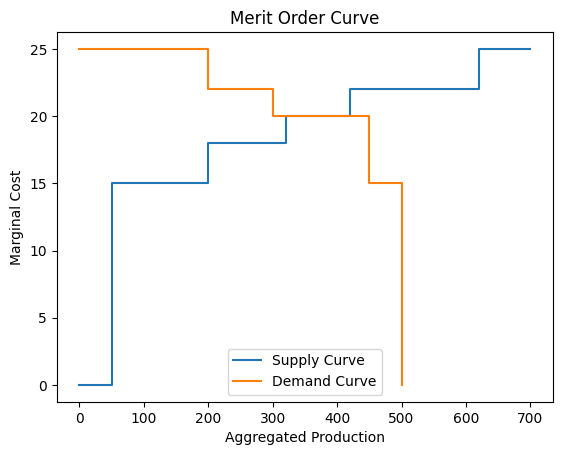 Merit Order Curve
Marginal Cost
25
20
15
10
5
0
Supply Curve
Demand Curve
0 100 200 300 400 500 600 700
Aggregated Production